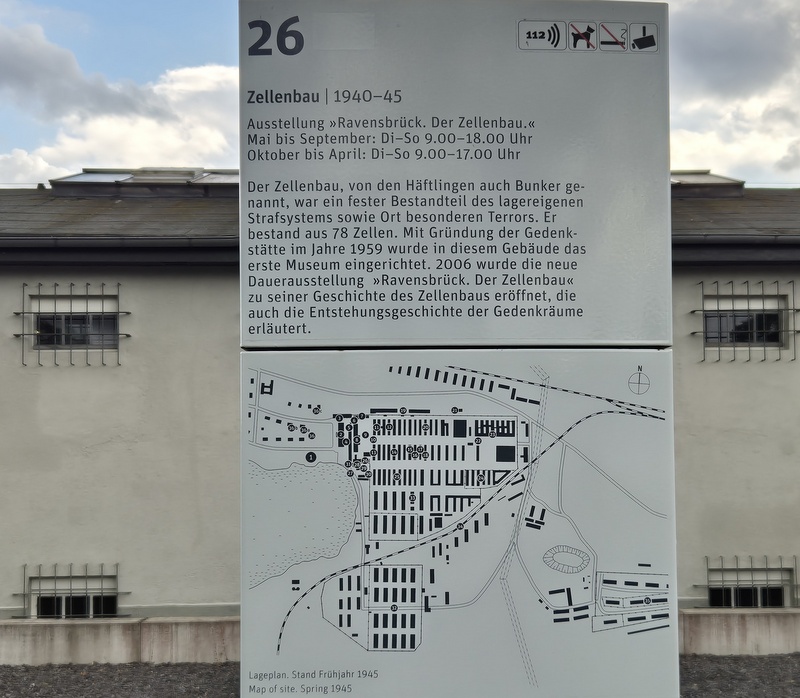 26
112
Zellenbau | 1940–45
Ausstellung »Ravensbrück. Der Zellenbau.«
Mai bis September: Di–So 9.00–18.00 Uhr
Oktober bis April: Di–So 9.00–17.00 Uhr
Der Zellenbau, von den Häftlingen auch Bunker ge-
nannt, war ein fester Bestandteil des lagereigenen
Strafsystems sowie Ort besonderen Terrors. Er
bestand aus 78 Zellen. Mit Gründung der Gedenk-
stätte im Jahre 1959 wurde in diesem Gebäude das
erste Museum eingerichtet. 2006 wurde die neue
Dauerausstellung »Ravensbrück. Der Zellenbau«
zu seiner Geschichte des Zellenbaus eröffnet, die
auch die Entstehungsgeschichte der Gedenkräume
erläutert.
N
1
Lageplan. Stand Frühjahr 1945
Map of site. Spring 1945